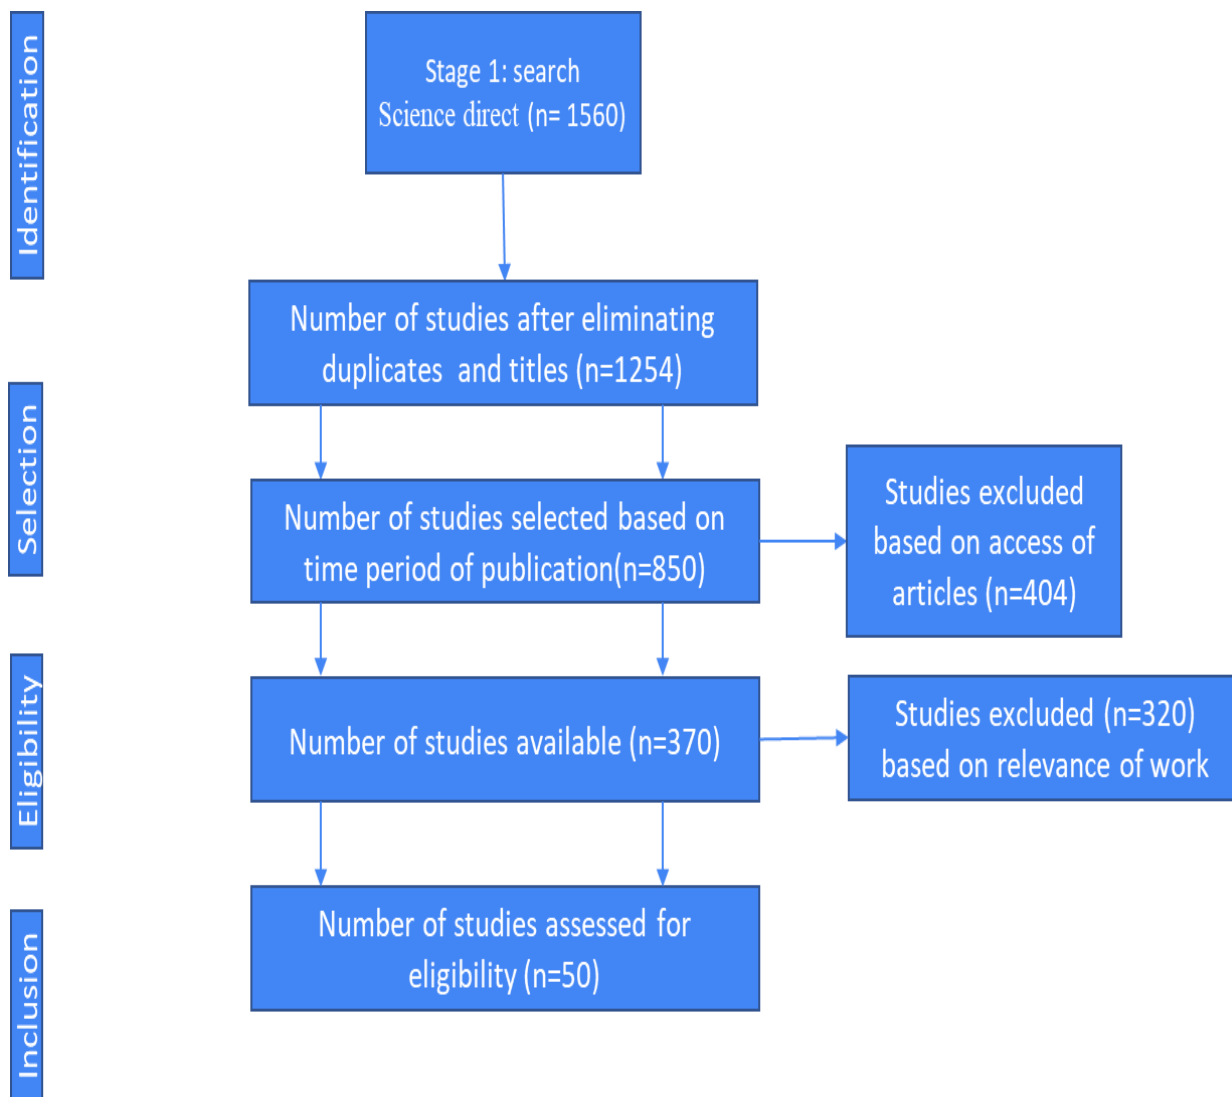 Identification
Stage 1: search
Science direct (n= 1560)
Number of studies after eliminating
duplicates and titles (n=1254)
Selection
Number of studies selected based on
time period of publication(n=850)
Studies excluded
based on access of
articles (n=404)
Eligibility
Number of studies available (n=370)
Studies excluded (n=320)
based on relevance of work
Inclusion
Number of studies assessed for
eligibility (n=50)